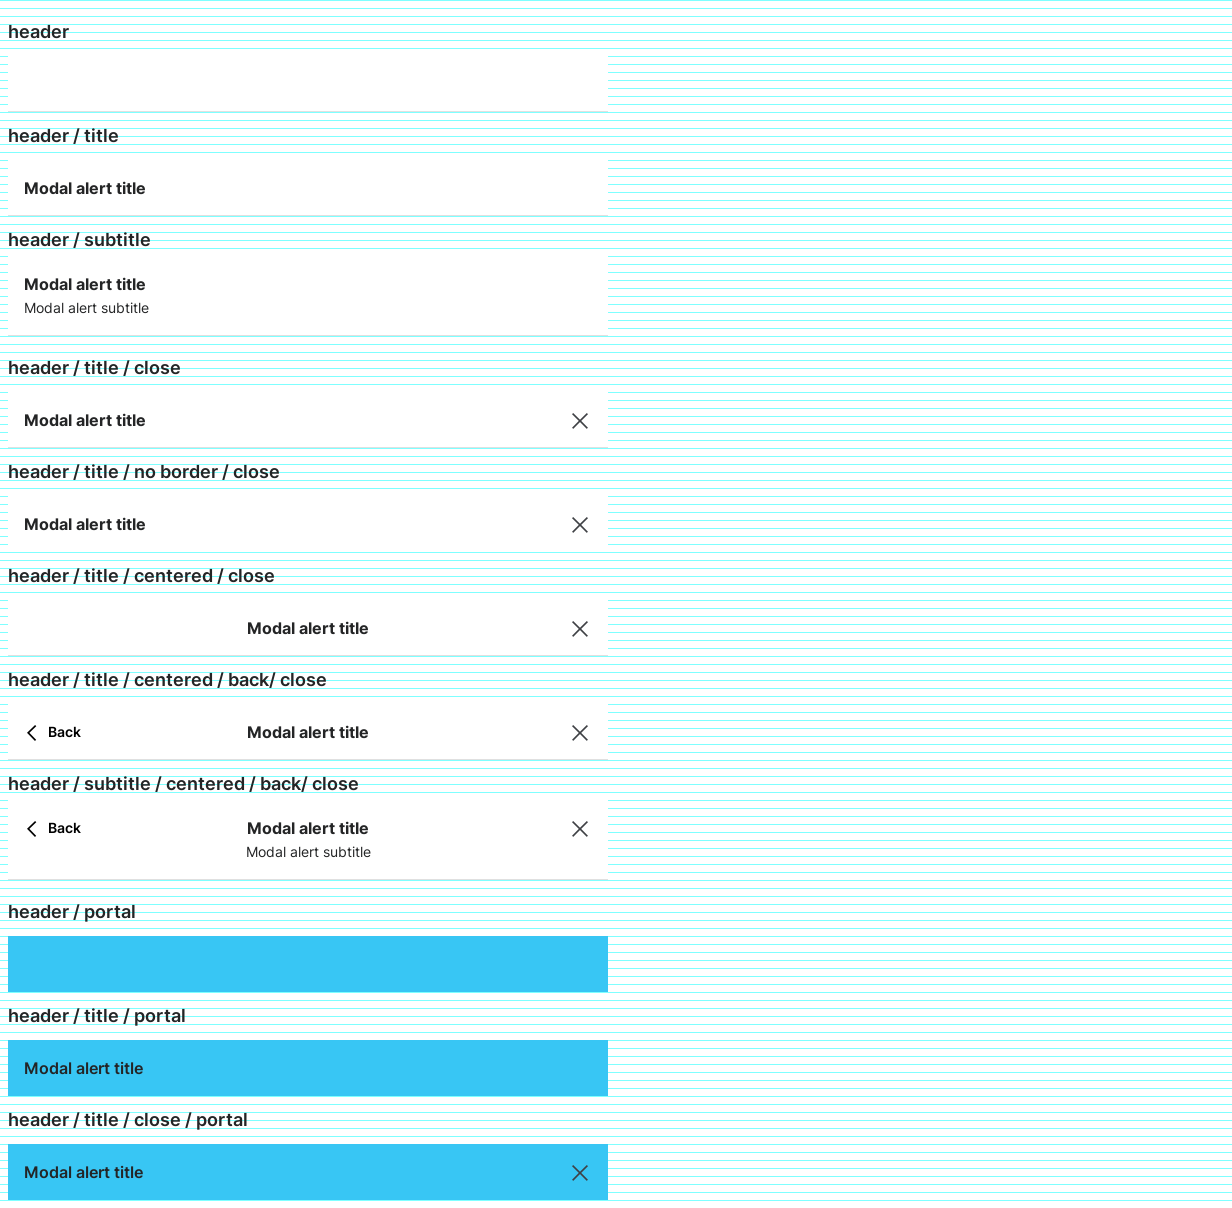 header
header / title
Modal alert title
header / subtitle
Modal alert title
Modal alert subtitle
header / title / close
Modal alert title
header / title / no border / close
Modal alert title
header / title / centered / close
Modal alert title
header / title / centered / back/ close
Back Modal alert title
header / subtitle / centered / back/ close
Back Modal alert title
Modal alert subtitle
header / portal
header / title / portal
Modal alert title
header / title / close / portal
Modal alert title